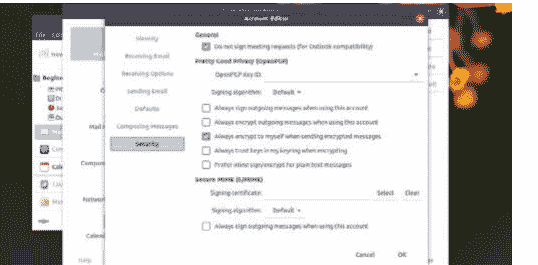 Account Editor
Identity
Receiving Email
Receiving Options
Sending Email
Defaults
Composing Messages
Security
General
Do not sign meeting requests (for Outlook compatibility)
Pretty Good Privacy (OpenPGP)
OpenPGP Key ID:
Signing algorithm: Default
Always sign outgoing messages when using this account
Always encrypt outgoing messages when using this account
Always encrypt to myself when sending encrypted messages
Always trust keys in my keyring when encrypting
Prefer inline sign/encrypt for plain text messages
Secure MIME (S/MIME)
Signing certificate: Select Clear
Signing algorithm: Default
Always sign outgoing messages when using this account
Cancel OK
Help